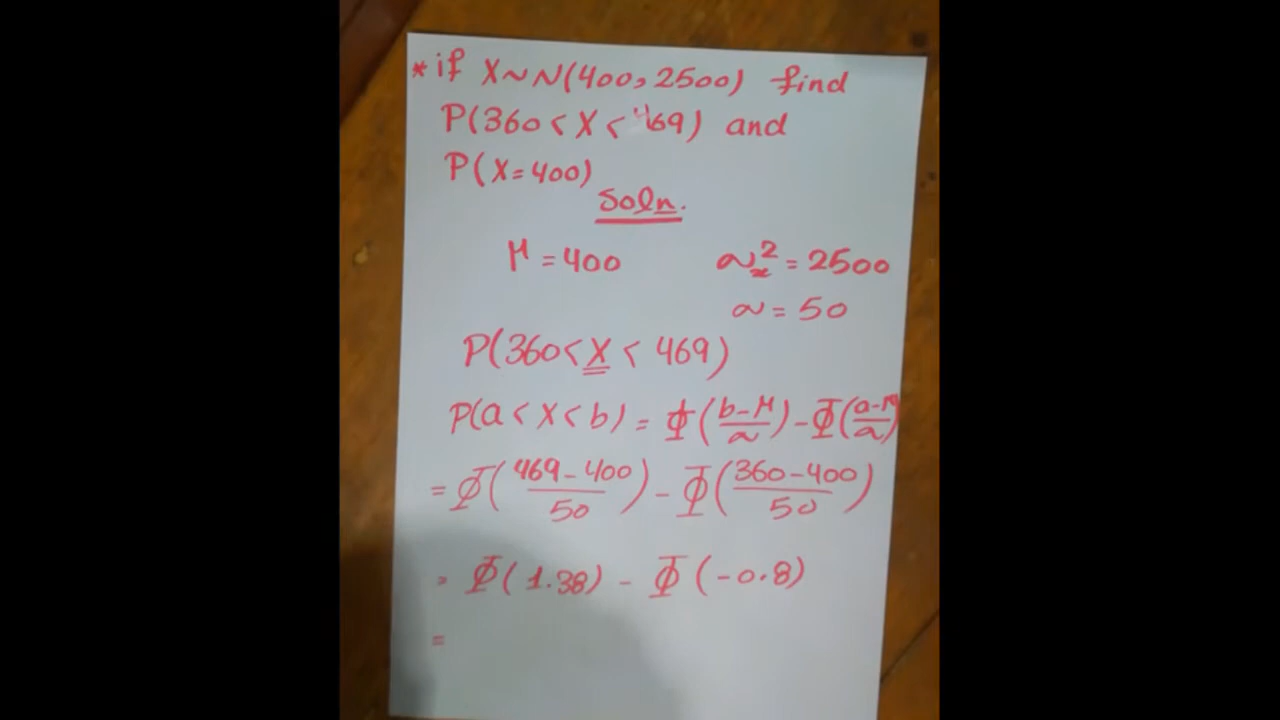 * if X~N(400,2500) find
P(360<X<469) and
P(X=400)
Soln.
μ=400 σₓ²=2500
σ=50
P(360<X<469)
P(a<X<b)=Φ(b-μ/σ)-Φ(a-μ/σ)
=Φ(469-400/50)-Φ(360-400/50)
=Φ(1.38)-Φ(-0.8)
=